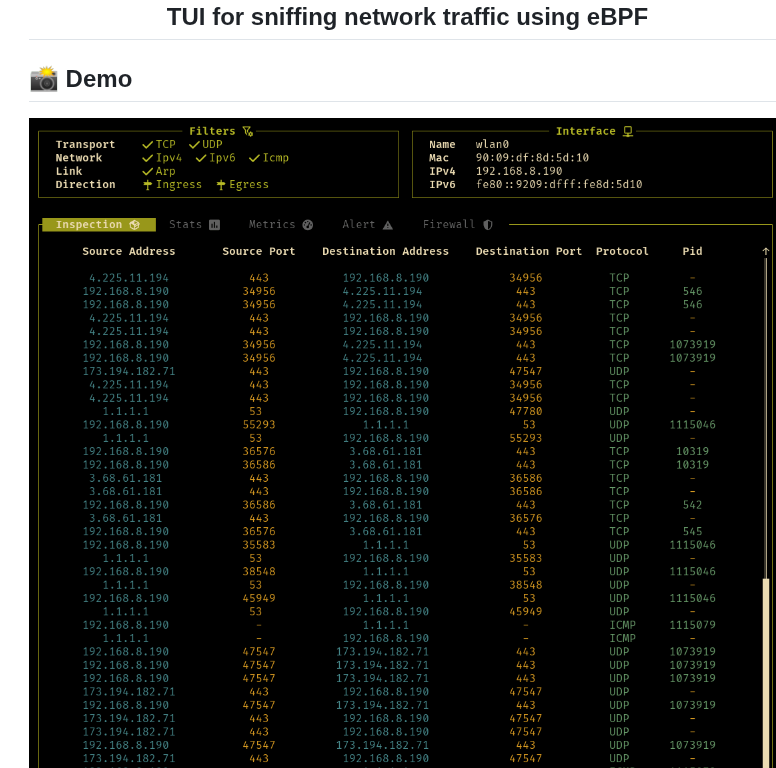 TUI for sniffing network traffic using eBPF
📸 Demo
Filters
Transport ✓TCP ✓UDP
Network ✓Ipv4 ✓Ipv6 ✓Icmp
Link ✓Arp
Direction Ingress Egress
Interface
Name wlan0
Mac 90:09:df:8d:5d:10
IPv4 192.168.8.190
IPv6 fe80::9209:dfff:fe8d:5d10
Inspection Stats Metrics Alert Firewall
Source Address Source Port Destination Address Destination Port Protocol Pid ↑
4.225.11.194 443 192.168.8.190 34956 TCP -
192.168.8.190 34956 4.225.11.194 443 TCP 546
192.168.8.190 34956 4.225.11.194 443 TCP 546
4.225.11.194 443 192.168.8.190 34956 TCP -
4.225.11.194 443 192.168.8.190 34956 TCP -
192.168.8.190 34956 4.225.11.194 443 TCP 1073919
192.168.8.190 34956 4.225.11.194 443 TCP 1073919
173.194.182.71 443 192.168.8.190 47547 UDP -
4.225.11.194 443 192.168.8.190 34956 TCP -
4.225.11.194 443 192.168.8.190 34956 TCP -
1.1.1.1 53 192.168.8.190 47780 UDP -
192.168.8.190 55293 1.1.1.1 53 UDP 1115046
1.1.1.1 53 192.168.8.190 55293 UDP -
192.168.8.190 36576 3.68.61.181 443 TCP 10319
192.168.8.190 36586 3.68.61.181 443 TCP 10319
3.68.61.181 443 192.168.8.190 36586 TCP -
3.68.61.181 443 192.168.8.190 36586 TCP -
192.168.8.190 36586 3.68.61.181 443 TCP 542
3.68.61.181 443 192.168.8.190 36576 TCP -
192.168.8.190 36576 3.68.61.181 443 TCP 545
192.168.8.190 35583 1.1.1.1 53 UDP 1115046
1.1.1.1 53 192.168.8.190 35583 UDP -
192.168.8.190 38548 1.1.1.1 53 UDP 1115046
1.1.1.1 53 192.168.8.190 38548 UDP -
192.168.8.190 45949 1.1.1.1 53 UDP 1115046
1.1.1.1 53 192.168.8.190 45949 UDP -
192.168.8.190 - 1.1.1.1 - ICMP 1115079
1.1.1.1 - 192.168.8.190 - ICMP -
192.168.8.190 47547 173.194.182.71 443 UDP 1073919
192.168.8.190 47547 173.194.182.71 443 UDP 1073919
192.168.8.190 47547 173.194.182.71 443 UDP 1073919
173.194.182.71 443 192.168.8.190 47547 UDP -
192.168.8.190 47547 173.194.182.71 443 UDP 1073919
173.194.182.71 443 192.168.8.190 47547 UDP -
173.194.182.71 443 192.168.8.190 47547 UDP -
192.168.8.190 47547 173.194.182.71 443 UDP 1073919
173.194.182.71 443 192.168.8.190 47547 UDP -